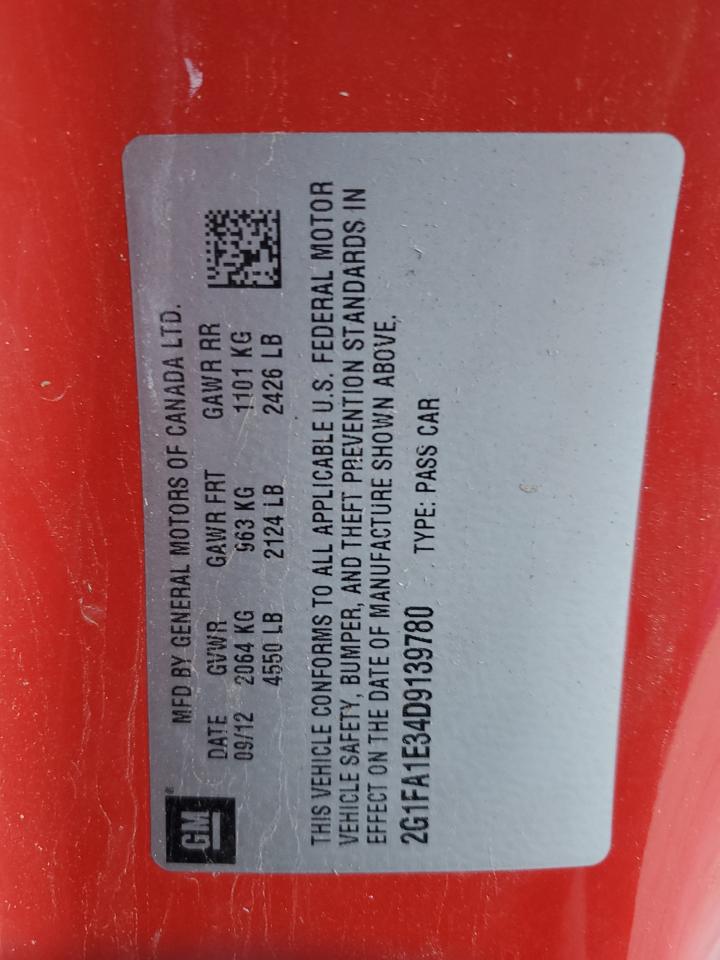 GM ®
MFD BY GENERAL MOTORS OF CANADA LTD.
DATE GVWR GAWR FRT GAWR RR
09/12 2064 KG 963 KG 1101 KG
4550 LB 2124 LB 2426 LB
THIS VEHICLE CONFORMS TO ALL APPLICABLE U.S. FEDERAL MOTOR
VEHICLE SAFETY, BUMPER, AND THEFT PREVENTION STANDARDS IN
EFFECT ON THE DATE OF MANUFACTURE SHOWN ABOVE.
2G1FA1E34D9139780 TYPE: PASS CAR